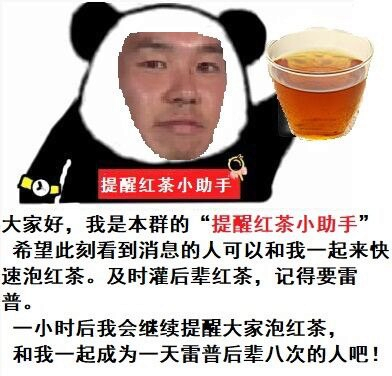 提醒红茶小助手
大家好，我是本群的“提醒红茶小助手”
希望此刻看到消息的人可以和我一起来快
速泡红茶。及时灌后辈红茶，记得要雷
普。
一小时后我会继续提醒大家泡红茶，
和我一起成为一天雷普后辈八次的人吧！